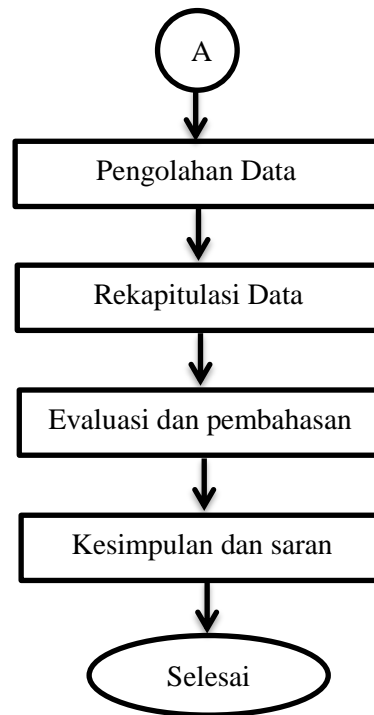 A
Pengolahan Data
Rekapitulasi Data
Evaluasi dan pembahasan
Kesimpulan dan saran
Selesai